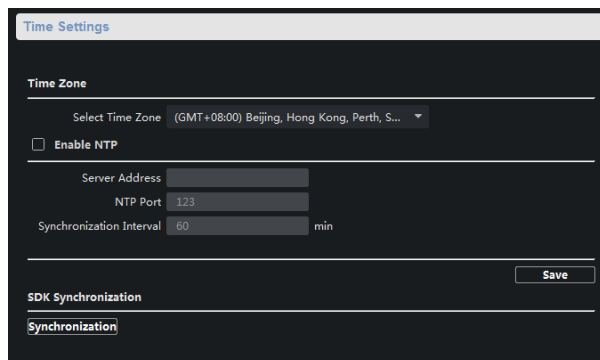 Time Settings
Time Zone
Select Time Zone (GMT+08:00) Beijing, Hong Kong, Perth, S...
Enable NTP
Server Address
NTP Port 123
Synchronization Interval 60 min
Save
SDK Synchronization
Synchronization